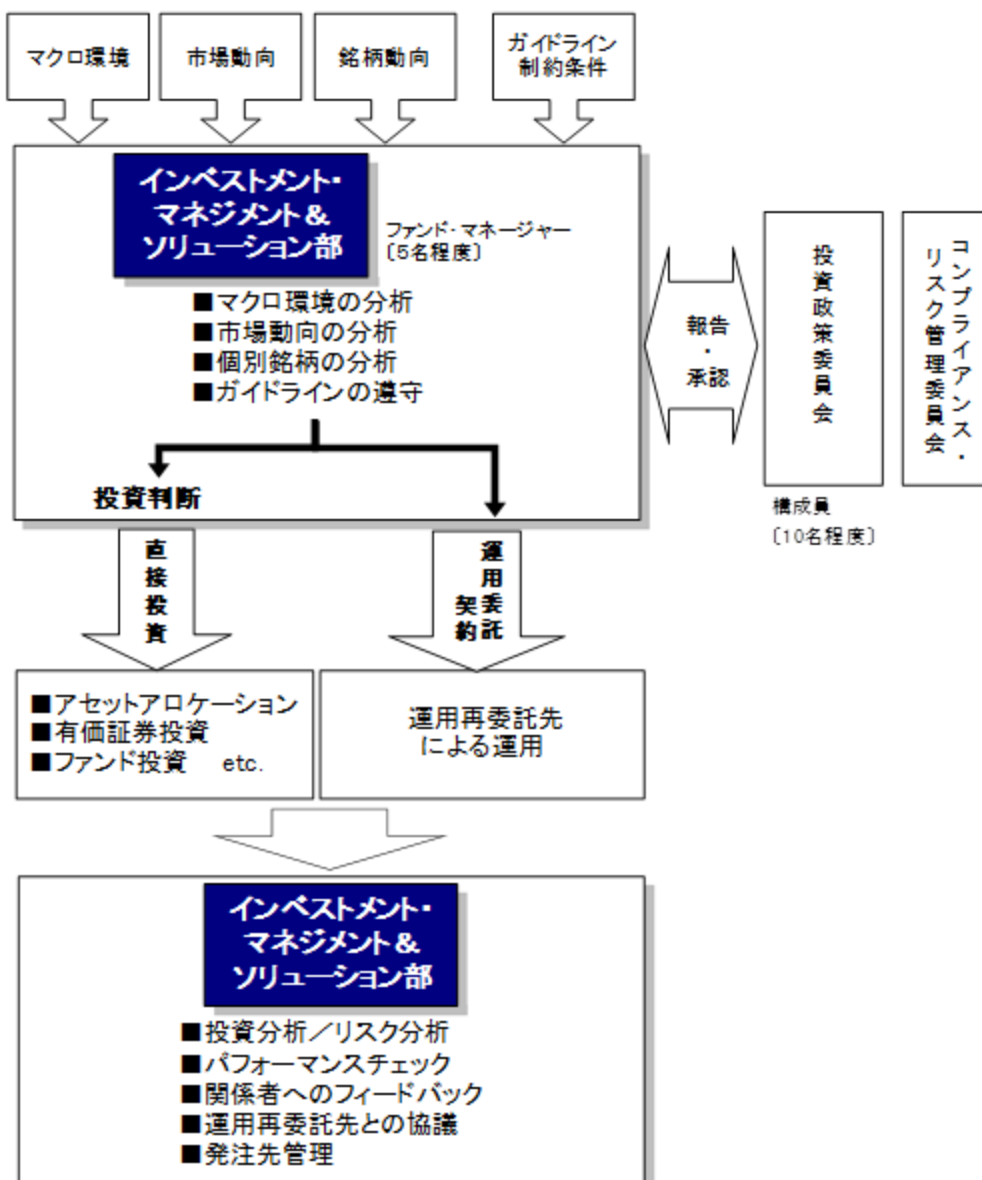 マクロ環境
市場動向
銘柄動向
ガイドライン
制約条件
インベストメント・
マネジメント&
ソリューション部
ファンド・マネージャー
〔5名程度〕
■マクロ環境の分析
■市場動向の分析
■個別銘柄の分析
■ガイドラインの遵守
投資判断
報告
・
承認
投資政策委員会
コンプライアンス・
リスク管理委員会
構成員
〔10名程度〕
直接投資
運用委託
契約
■アセットアロケーション
■有価証券投資
■ファンド投資 etc.
運用再委託先
による運用
インベストメント・
マネジメント&
ソリューション部
■投資分析／リスク分析
■パフォーマンスチェック
■関係者へのフィードバック
■運用再委託先との協議
■発注先管理